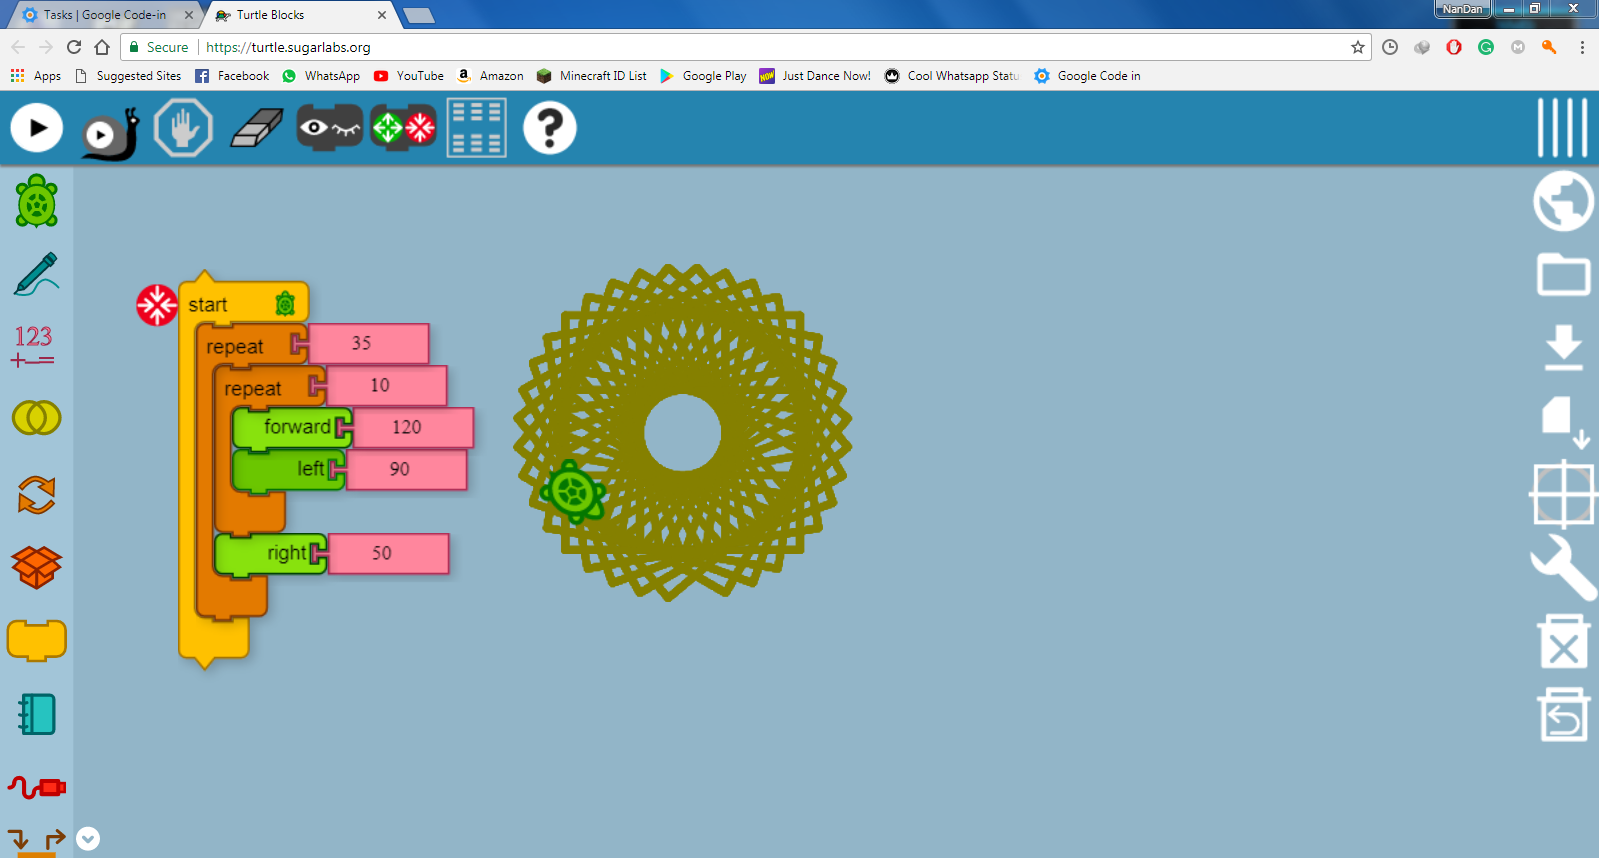 Tasks | Google Code-in
Turtle Blocks
NanDan
Secure
https://turtle.sugarlabs.org
Apps
Suggested Sites
Facebook
WhatsApp
YouTube
Amazon
Minecraft ID List
Google Play
NOW
Just Dance Now!
Cool Whatsapp Statu
Google Code in
?
123
+-=
start
repeat 35
repeat 10
forward 120
left 90
right 50